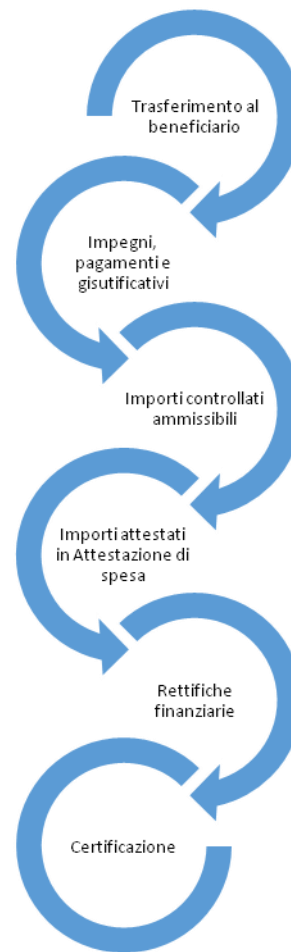 Trasferimento al
beneficiario
Impegni,
pagamenti e
gisutificativi
Importi controllati
ammissibili
Importi attestati
in Attestazione di
spesa
Rettifiche
finanziarie
Certificazione